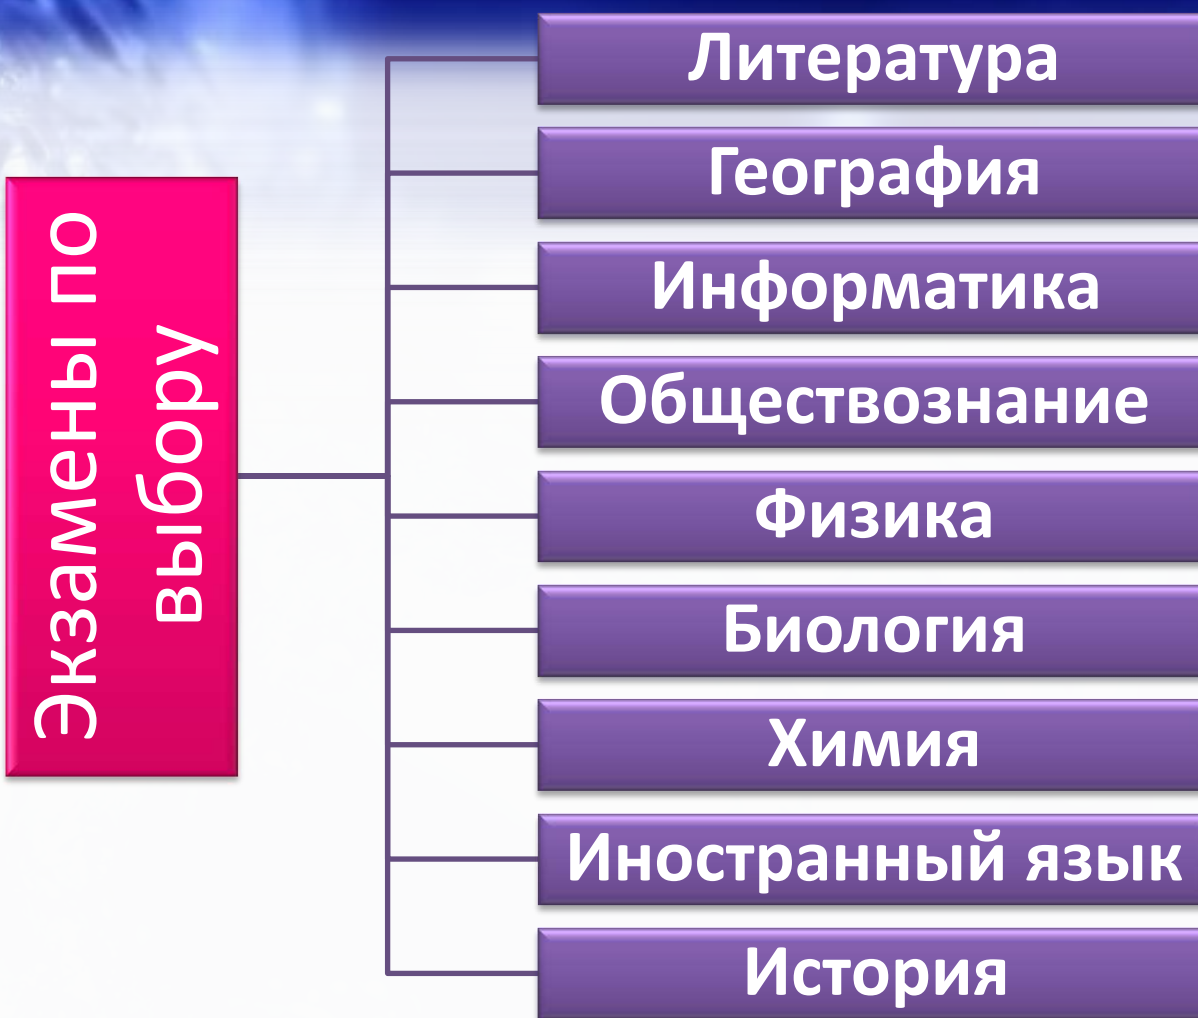 Экзамены по
выбору
Литература
География
Информатика
Обществознание
Физика
Биология
Химия
Иностранный язык
История